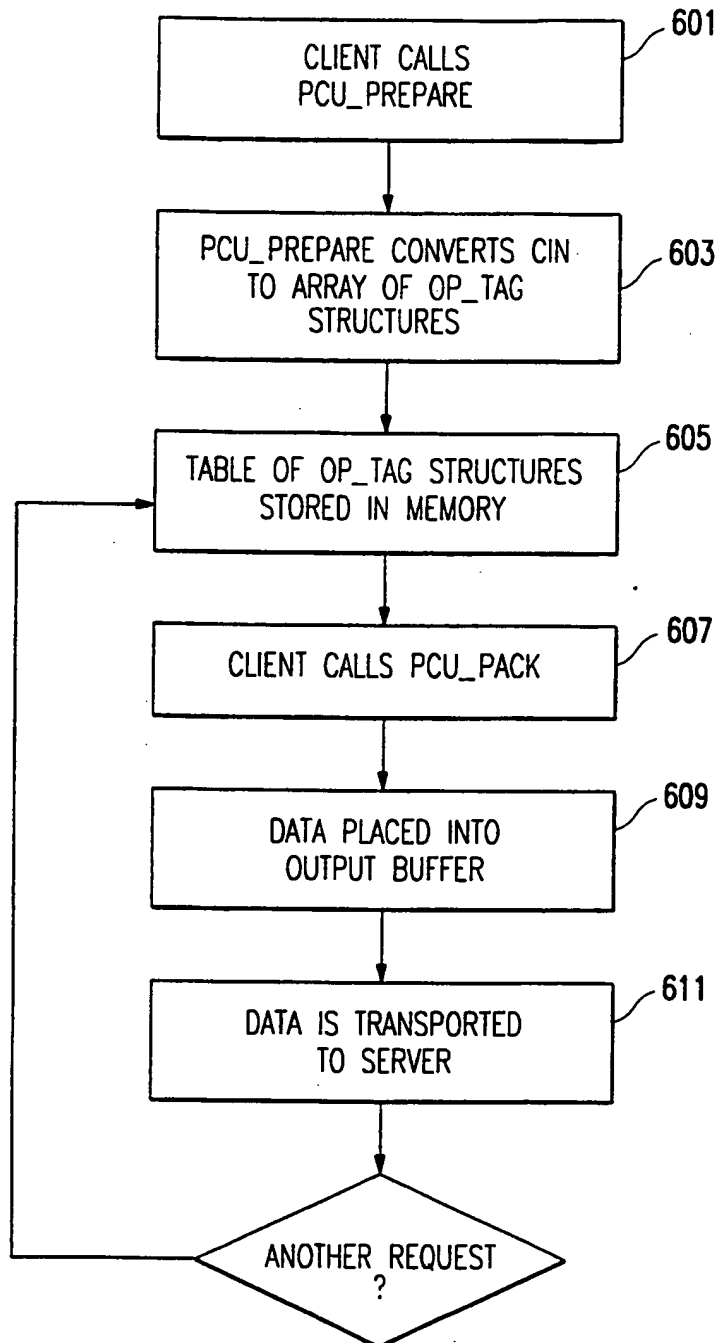 601
CLIENT CALLS
PCU_PREPARE
603
PCU_PREPARE CONVERTS CIN
TO ARRAY OF OP_TAG
STRUCTURES
605
TABLE OF OP_TAG STRUCTURES
STORED IN MEMORY
607
CLIENT CALLS PCU_PACK
609
DATA PLACED INTO
OUTPUT BUFFER
611
DATA IS TRANSPORTED
TO SERVER
ANOTHER REQUEST
?